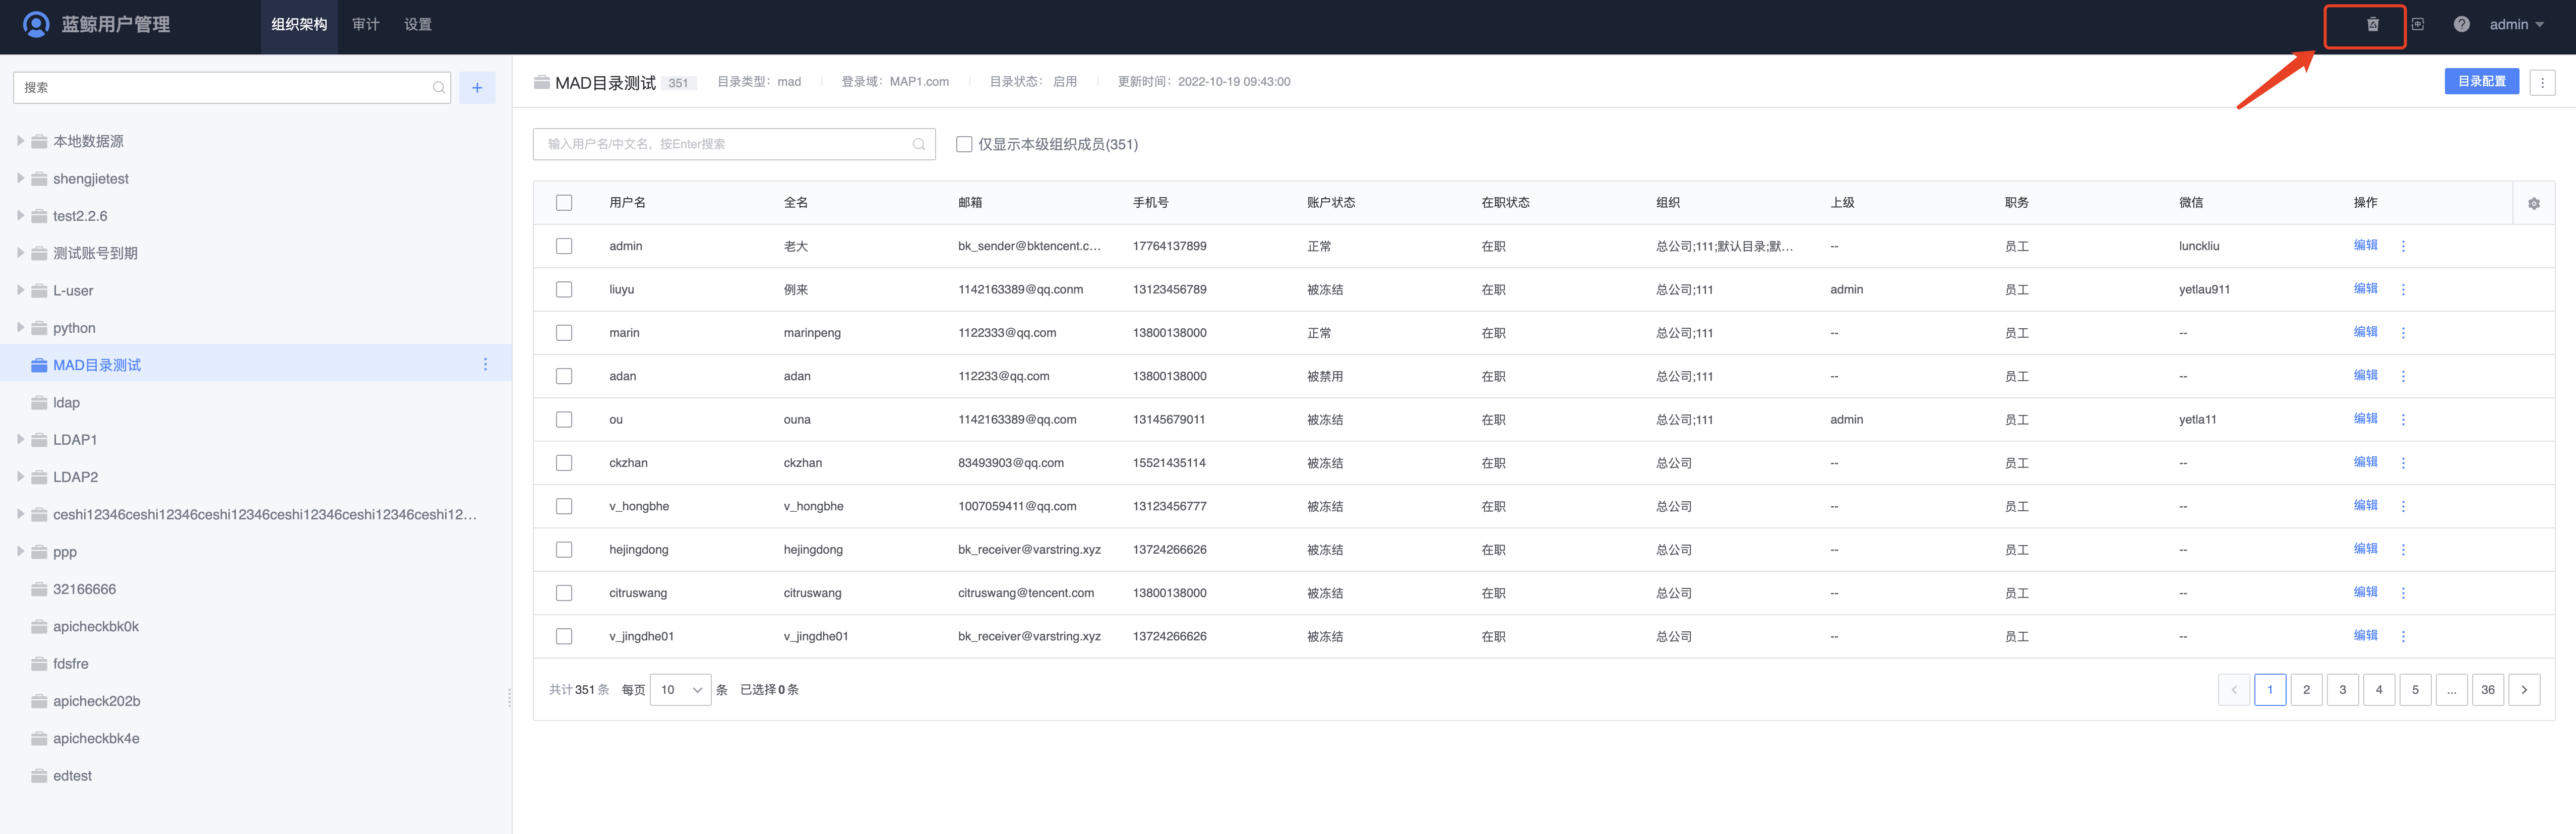 蓝鲸用户管理 组织架构 审计 设置 中 ? admin
搜索 +
本地数据源
shengjietest
test2.2.6
测试账号到期
L-user
python
MAD目录测试
ldap
LDAP1
LDAP2
ceshi12346ceshi12346ceshi12346ceshi12346ceshi12346ceshi12...
ppp
32166666
apicheckbk0k
fdsfre
apicheck202b
apicheckbk4e
edtest
MAD目录测试 351 目录类型：mad 登录域：MAP1.com 目录状态： 启用 更新时间：2022-10-19 09:43:00 目录配置
输入用户名/中文名，按Enter搜索 仅显示本级组织成员(351)
用户名 全名 邮箱 手机号 账户状态 在职状态 组织 上级 职务 微信 操作
admin 老大 bk_sender@bktencent.c... 17764137899 正常 在职 总公司;111;默认目录;默... -- 员工 lunckliu 编辑
liuyu 例来 1142163389@qq.conm 13123456789 被冻结 在职 总公司;111 admin 员工 yetlau911 编辑
marin marinpeng 1122333@qq.com 13800138000 正常 在职 总公司;111 -- 员工 -- 编辑
adan adan 112233@qq.com 13800138000 被禁用 在职 总公司;111 -- 员工 -- 编辑
ou ouna 1142163389@qq.com 13145679011 被冻结 在职 总公司;111 admin 员工 yetla11 编辑
ckzhan ckzhan 83493903@qq.com 15521435114 被冻结 在职 总公司 -- 员工 -- 编辑
v_hongbhe v_hongbhe 1007059411@qq.com 13123456777 被冻结 在职 总公司 -- 员工 -- 编辑
hejingdong hejingdong bk_receiver@varstring.xyz 13724266626 被冻结 在职 总公司 -- 员工 -- 编辑
citruswang citruswang citruswang@tencent.com 13800138000 被冻结 在职 总公司 -- 员工 -- 编辑
v_jingdhe01 v_jingdhe01 bk_receiver@varstring.xyz 13724266626 被冻结 在职 总公司 -- 员工 -- 编辑
共计351条 每页 10 条 已选择0条 1 2 3 4 5 ... 36